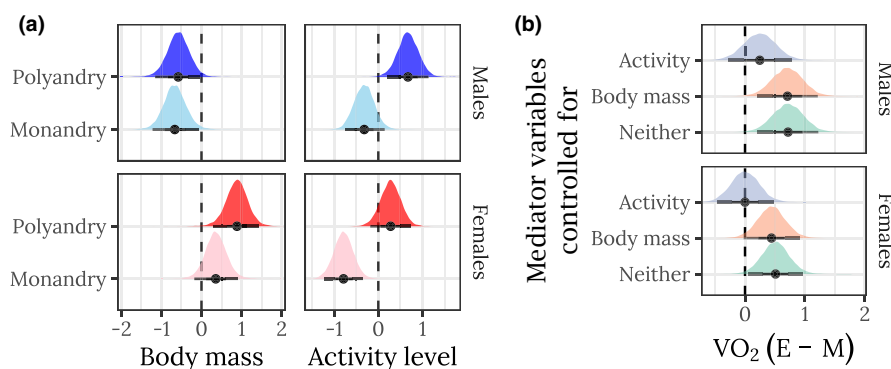 (a)
Polyandry
Monandry
Males
Polyandry
Monandry
Females
-2 -1 0 1 2
-1 0 1
Body mass
Activity level
(b)
Mediator variables
controlled for
Activity
Body mass
Neither
Males
Activity
Body mass
Neither
Females
0 1 2
VO₂ (E − M)